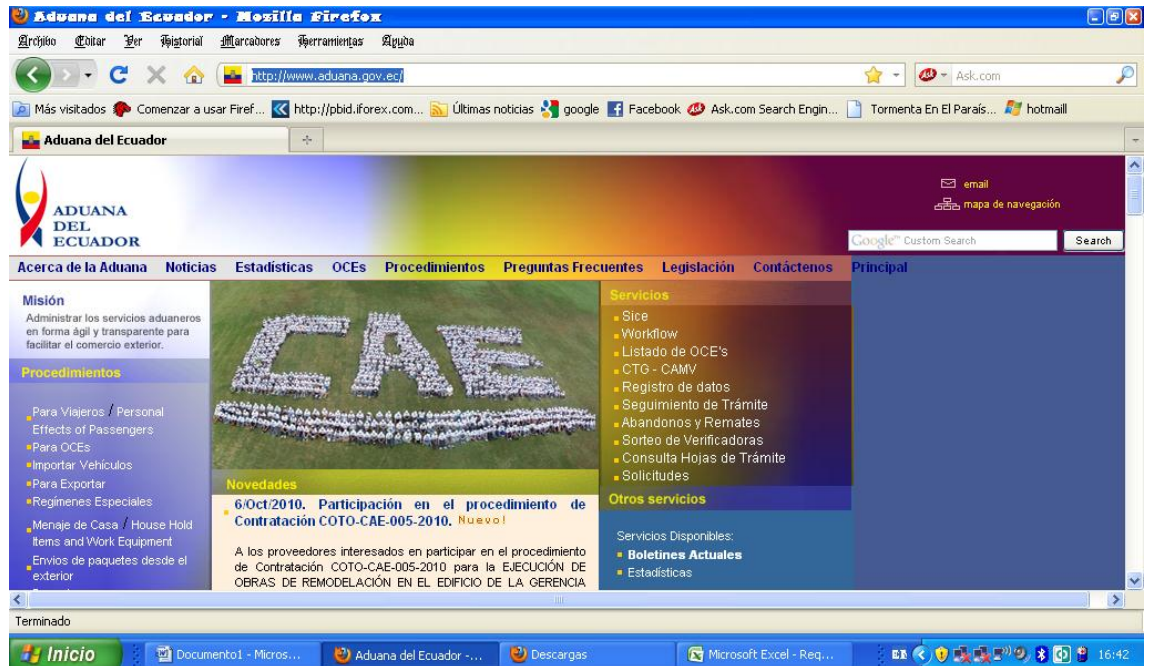 Aduana del Ecuador - Mozilla Firefox
Archivo Editar Ver Historial Marcadores Herramientas Ayuda
http://www.aduana.gov.ec/
Ask.com
Más visitados Comenzar a usar Firef... http://pbid.iforex.com... Últimas noticias google Facebook Ask.com Search Engin... Tormenta En El Paraís... hotmaill
Aduana del Ecuador
ADUANA
DEL
ECUADOR
email
mapa de navegación
Google™ Custom Search Search
Acerca de la Aduana Noticias Estadísticas OCEs Procedimientos Preguntas Frecuentes Legislación Contáctenos Principal
Misión
Administrar los servicios aduaneros
en forma ágil y transparente para
facilitar el comercio exterior.
Procedimientos
Para Viajeros / Personal
Effects of Passengers
Para OCEs
Importar Vehículos
Para Exportar
Regímenes Especiales
Menaje de Casa / House Hold
Items and Work Equipment
Envios de paquetes desde el
exterior
CAE
Novedades
6/Oct/2010. Participación en el procedimiento de
Contratación COTO-CAE-005-2010. Nuevo!
A los proveedores interesados en participar en el procedimiento
de Contratación COTO-CAE-005-2010 para la EJECUCIÓN DE
OBRAS DE REMODELACIÓN EN EL EDIFICIO DE LA GERENCIA
Servicios
Sice
Workflow
Listado de OCE's
CTG - CAMV
Registro de datos
Seguimiento de Trámite
Abandonos y Remates
Sorteo de Verificadoras
Consulta Hojas de Trámite
Solicitudes
Otros servicios
Servicios Disponibles:
Boletines Actuales
Estadísticas
Terminado
Inicio Documento1 - Micros... Aduana del Ecuador -... Descargas Microsoft Excel - Req... 16:42